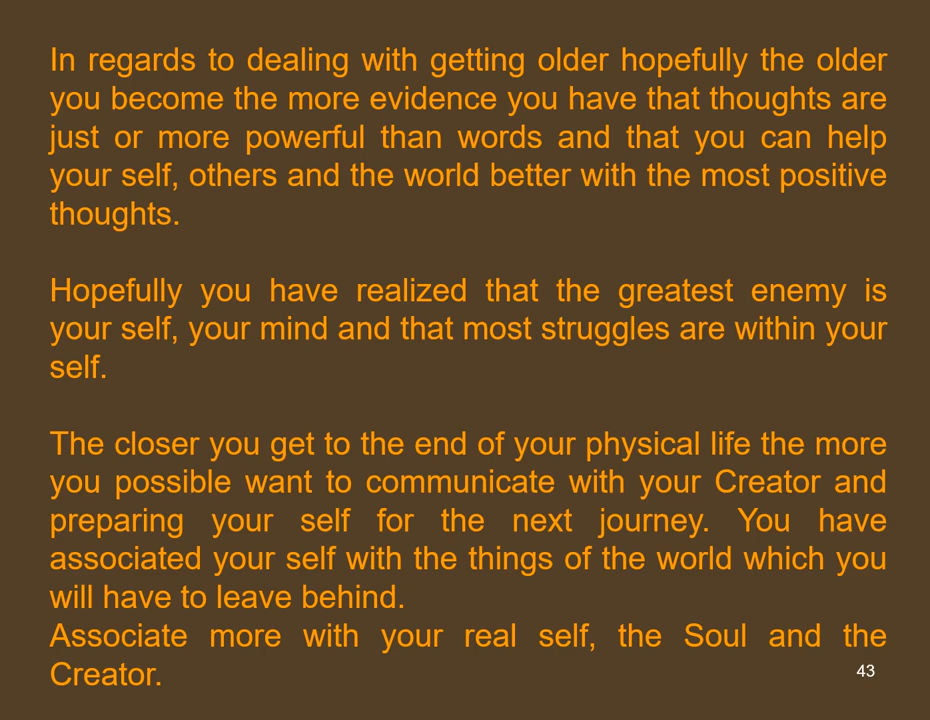 In regards to dealing with getting older hopefully the older
you become the more evidence you have that thoughts are
just or more powerful than words and that you can help
your self, others and the world better with the most positive
thoughts.
Hopefully you have realized that the greatest enemy is
your self, your mind and that most struggles are within your
self.
The closer you get to the end of your physical life the more
you possible want to communicate with your Creator and
preparing your self for the next journey. You have
associated your self with the things of the world which you
will have to leave behind.
Associate more with your real self, the Soul and the
Creator.
43